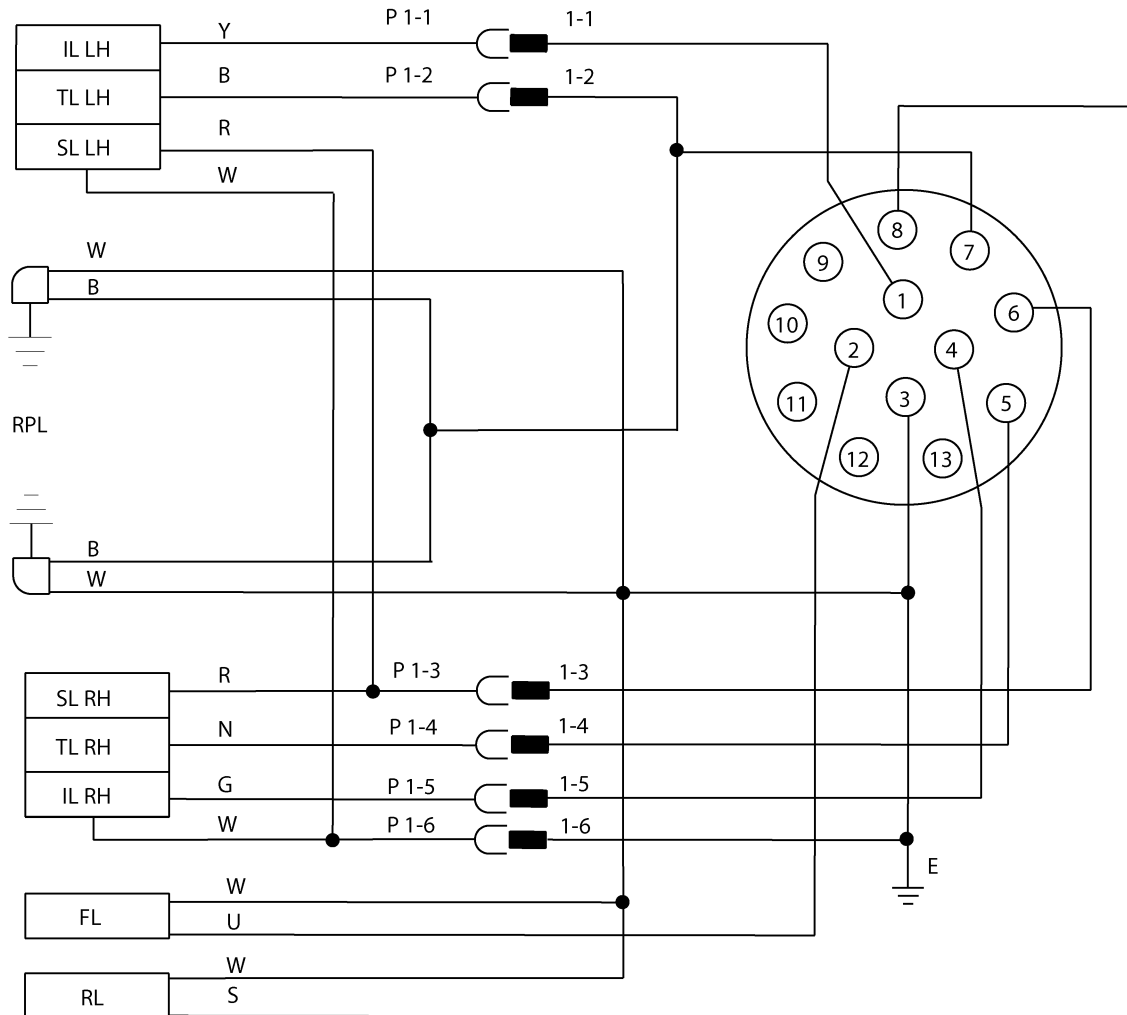 Y P 1-1 1-1
IL LH
B P 1-2 1-2
TL LH
R
SL LH
W
W
B
RPL
B
W
8
7
9
1
6
10
2
4
3
5
11
12
13
R P 1-3 1-3
SL RH
N P 1-4 1-4
TL RH
G P 1-5 1-5
IL RH
W P 1-6 1-6
E
W
FL
U
W
RL
S